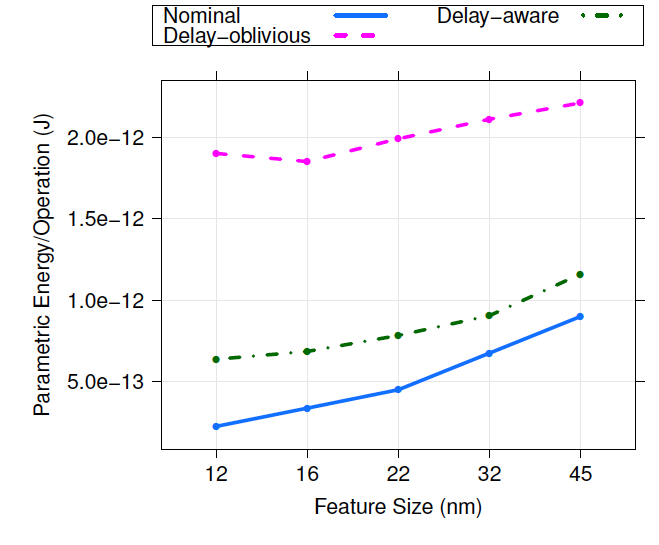 Nominal Delay−aware
Delay−oblivious
Parametric Energy/Operation (J)
2.0e−12
1.5e−12
1.0e−12
5.0e−13
12 16 22 32 45
Feature Size (nm)